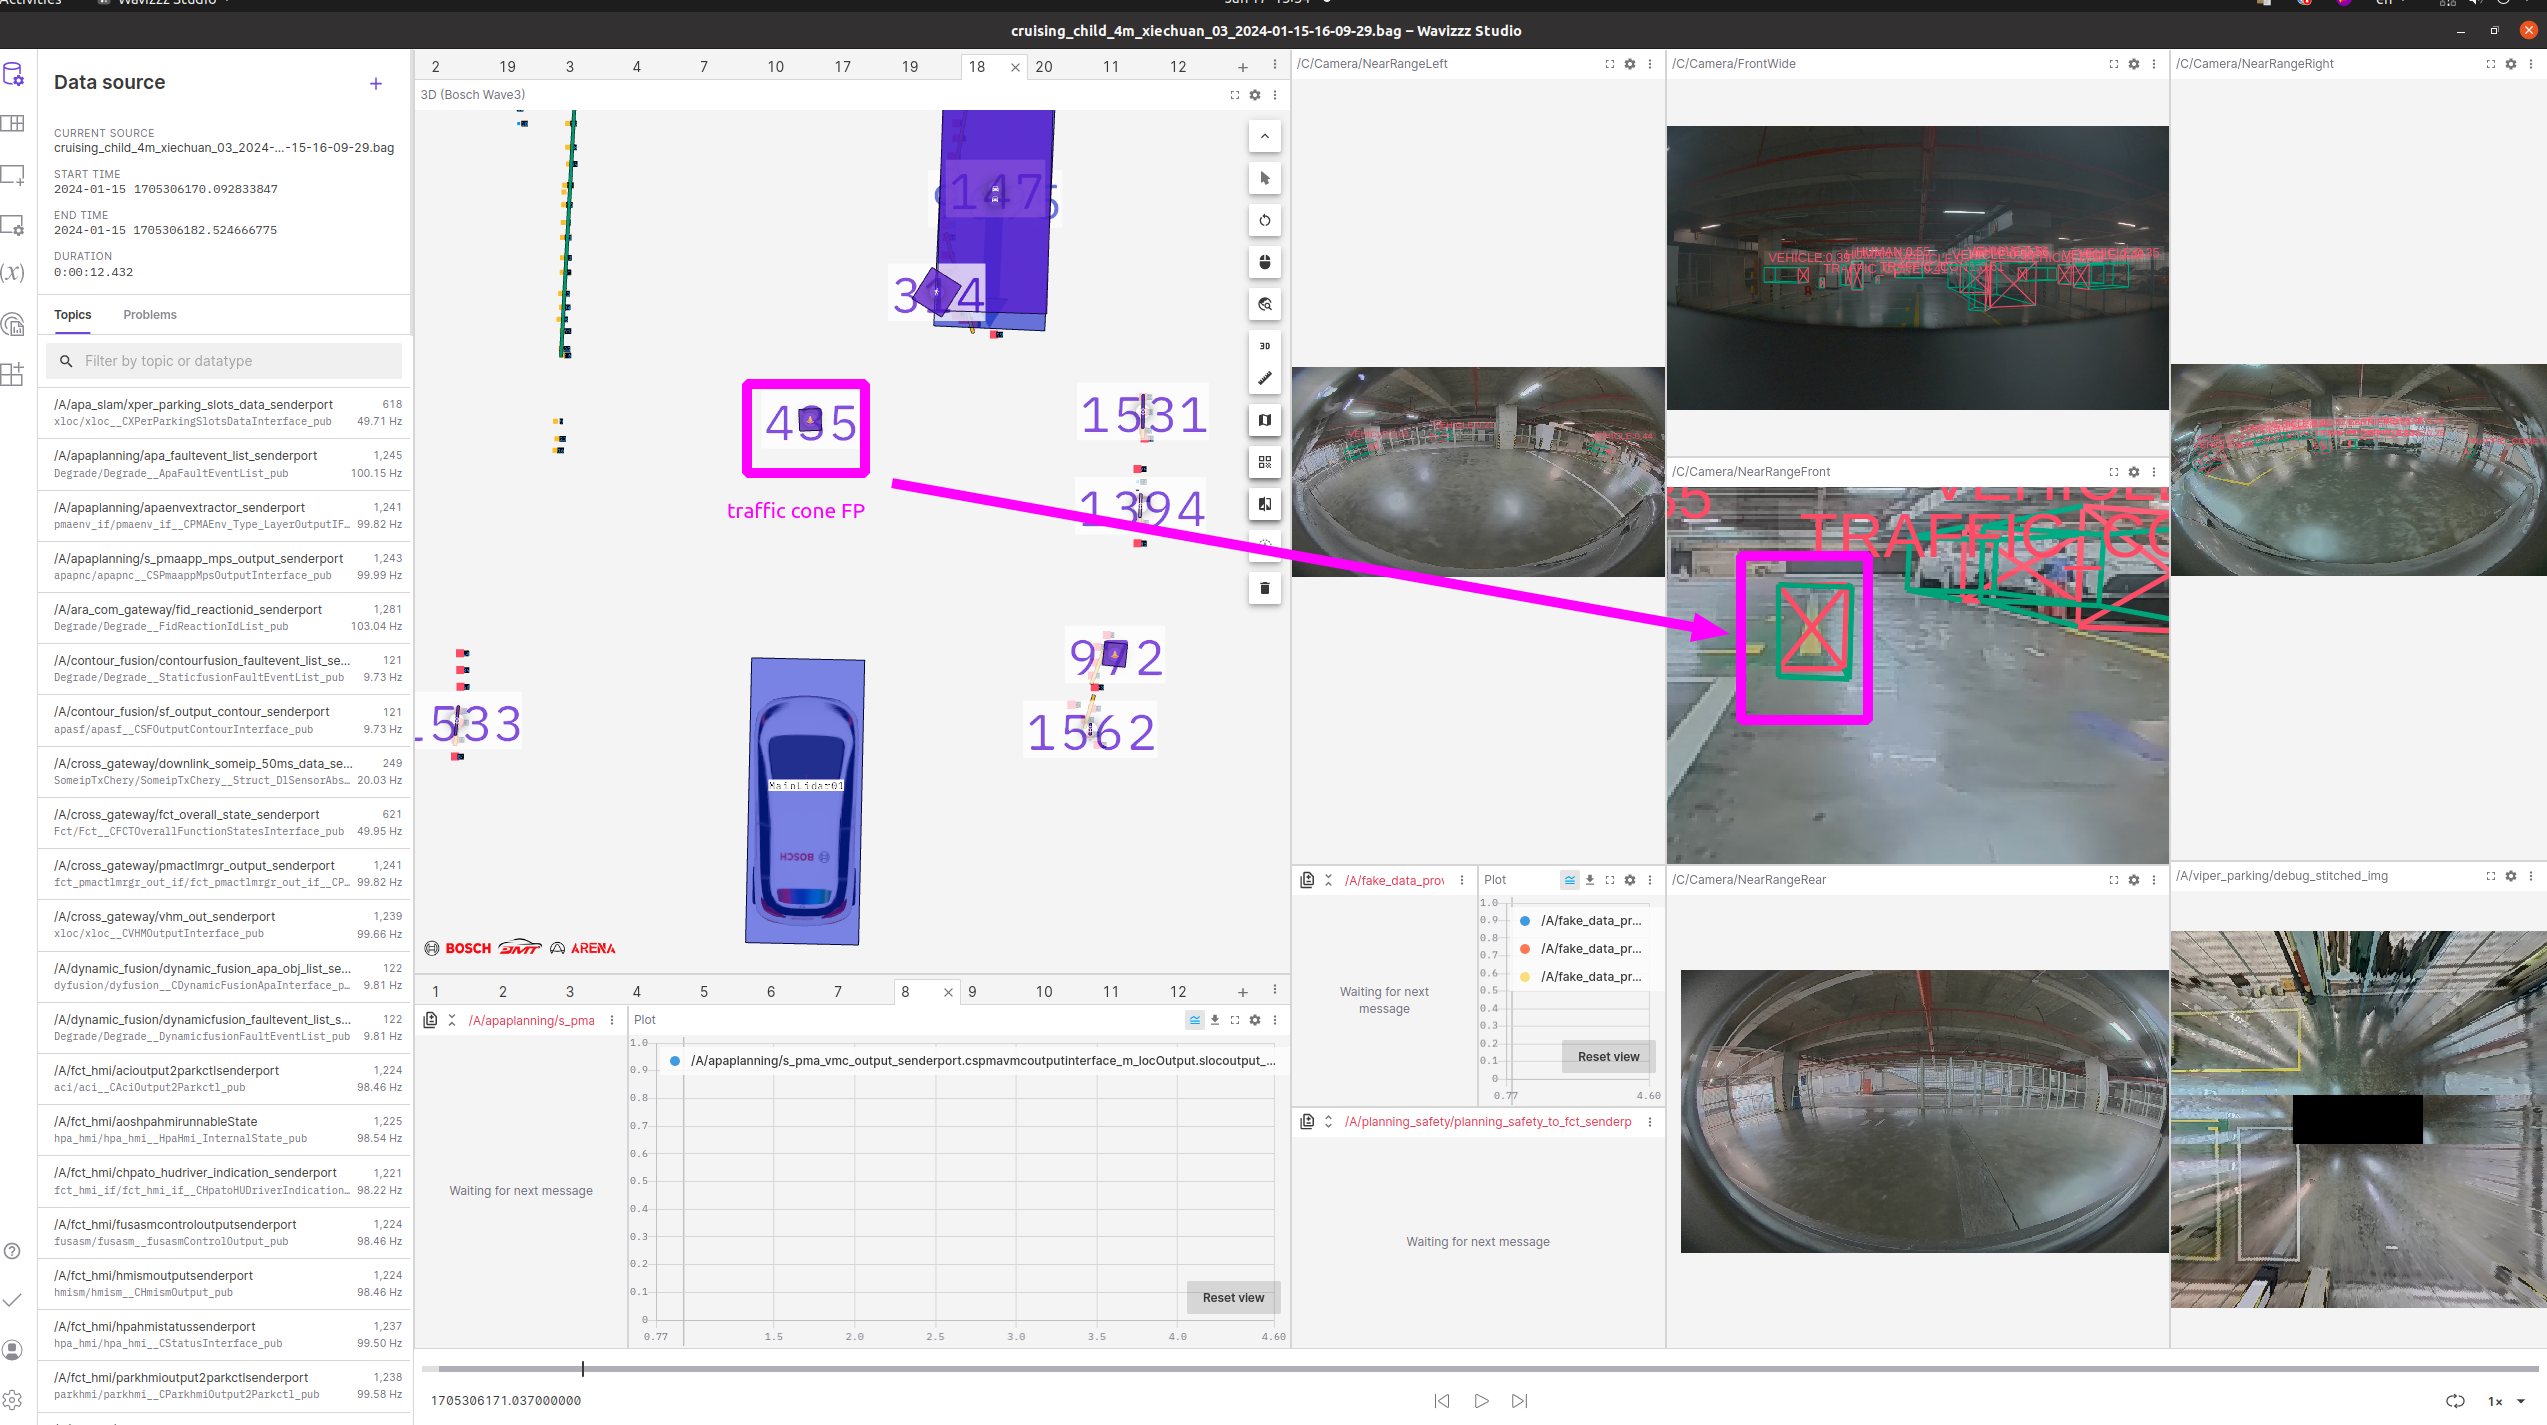 Activities
Wavizzz Studio
cruising_child_4m_xiechuan_03_2024-01-15-16-09-29.bag – Wavizzz Studio
Data source
CURRENT SOURCE
cruising_child_4m_xiechuan_03_2024-...-15-16-09-29.bag
START TIME
2024-01-15 1705306170.092833847
END TIME
2024-01-15 1705306182.524666775
DURATION
0:00:12.432
Topics Problems
Filter by topic or datatype
/A/apa_slam/xper_parking_slots_data_senderport 618
xloc/xloc__CXPerParkingSlotsDataInterface_pub 49.71 Hz
/A/apaplanning/apa_faultevent_list_senderport 1,245
Degrade/Degrade__ApaFaultEventList_pub 100.15 Hz
/A/apaplanning/apaenvextractor_senderport 1,241
pmaenv_if/pmaenv_if__CPMAEnv_Type_LayerOutputIF... 99.82 Hz
/A/apaplanning/s_pmaapp_mps_output_senderport 1,243
apapnc/apapnc__CSPmaappMpsOutputInterface_pub 99.99 Hz
/A/ara_com_gateway/fid_reactionid_senderport 1,281
Degrade/Degrade__FidReactionIdList_pub 103.04 Hz
/A/contour_fusion/contourfusion_faultevent_list_se... 121
Degrade/Degrade__StaticfusionFaultEventList_pub 9.73 Hz
/A/contour_fusion/sf_output_contour_senderport 121
apasf/apasf__CSFOutputContourInterface_pub 9.73 Hz
/A/cross_gateway/downlink_someip_50ms_data_se... 249
SomeipTxChery/SomeipTxChery__Struct_DlSensorAbs... 20.03 Hz
/A/cross_gateway/fct_overall_state_senderport 621
Fct/Fct__CFCTOverallFunctionStatesInterface_pub 49.95 Hz
/A/cross_gateway/pmactlmrgr_output_senderport 1,241
fct_pmactlmrgr_out_if/fct_pmactlmrgr_out_if__CP... 99.82 Hz
/A/cross_gateway/vhm_out_senderport 1,239
xloc/xloc__CVHMOutputInterface_pub 99.66 Hz
/A/dynamic_fusion/dynamic_fusion_apa_obj_list_se... 122
dyfusion/dyfusion__CDynamicFusionApaInterface_p... 9.81 Hz
/A/dynamic_fusion/dynamicfusion_faultevent_list_s... 122
Degrade/Degrade__DynamicfusionFaultEventList_pub 9.81 Hz
/A/fct_hmi/acioutput2parkctlsenderport 1,224
aci/aci__CAciOutput2Parkctl_pub 98.46 Hz
/A/fct_hmi/aoshpahmirunnableState 1,225
hpa_hmi/hpa_hmi__HpaHmi_InternalState_pub 98.54 Hz
/A/fct_hmi/chpato_hudriver_indication_senderport 1,221
fct_hmi_if/fct_hmi_if__CHpatoHUDriverIndication... 98.22 Hz
/A/fct_hmi/fusasmcontroloutputsenderport 1,224
fusasm/fusasm__fusasmControlOutput_pub 98.46 Hz
/A/fct_hmi/hmismoutputsenderport 1,224
hmism/hmism__CHmismOutput_pub 98.46 Hz
/A/fct_hmi/hpahmistatussenderport 1,237
hpa_hmi/hpa_hmi__CStatusInterface_pub 99.50 Hz
/A/fct_hmi/parkhmioutput2parkctlsenderport 1,238
parkhmi/parkhmi__CParkhmiOutput2Parkctl_pub 99.58 Hz
2 19 3 4 7 10 17 19 18 20 11 12
3D (Bosch Wave3)
1475
314
435
traffic cone FP
1531
1394
972
1562
1533
MainLidar01
BOSCH
BOSCH
ARENA
3D
1 2 3 4 5 6 7 8 9 10 11 12
/A/apaplanning/s_pma
Waiting for next message
Plot
/A/apaplanning/s_pma_vmc_output_senderport.cspmavmcoutputinterface_m_locOutput.slocoutput_...
1.0
0.9
0.8
0.7
0.6
0.5
0.4
0.3
0.2
0.1
0
0.77 1.5 2.0 2.5 3.0 3.5 4.0 4.60
Reset view
/C/Camera/NearRangeLeft
/C/Camera/FrontWide
VEHICLE 0.39
HUMAN 0.55
/C/Camera/NearRangeRight
/C/Camera/NearRangeFront
TRAFFIC CO
/A/fake_data_prov
Waiting for next
message
Plot
/A/fake_data_pr...
/A/fake_data_pr...
/A/fake_data_pr...
1.0
0.9
0.8
0.7
0.6
0.5
0.4
0.3
0.2
0.1
0
0.77 4.60
Reset view
/A/planning_safety/planning_safety_to_fct_senderp
Waiting for next message
/C/Camera/NearRangeRear
/A/viper_parking/debug_stitched_img
1705306171.037000000
1×